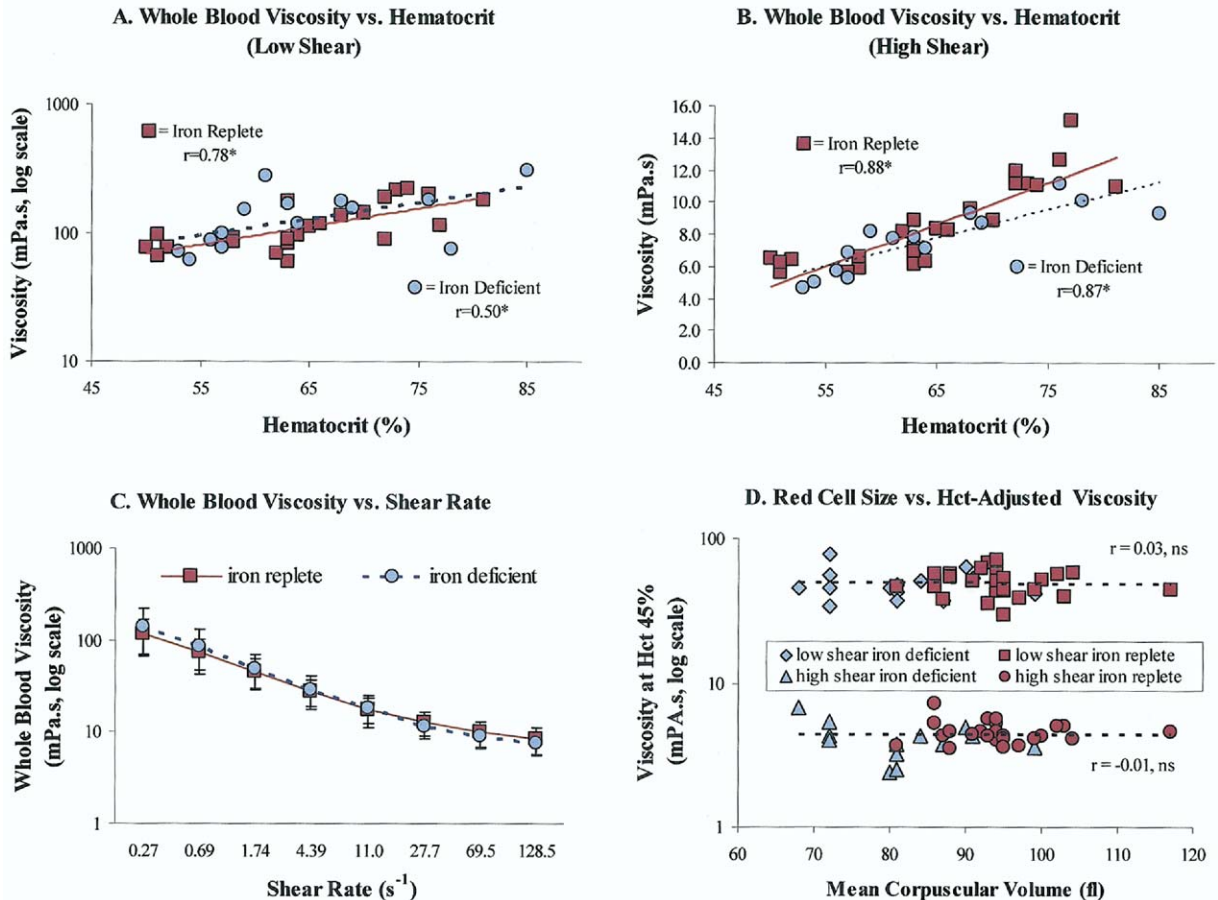 A. Whole Blood Viscosity vs. Hematocrit
(Low Shear)
Viscosity (mPa.s, log scale)
1000
100
10
= Iron Replete
r=0.78*
= Iron Deficient
r=0.50*
45 55 65 75 85
Hematocrit (%)
B. Whole Blood Viscosity vs. Hematocrit
(High Shear)
Viscosity (mPa.s)
16.0
14.0
12.0
10.0
8.0
6.0
4.0
2.0
0.0
= Iron Replete
r=0.88*
= Iron Deficient
r=0.87*
45 55 65 75 85
Hematocrit (%)
C. Whole Blood Viscosity vs. Shear Rate
Whole Blood Viscosity
(mPa.s, log scale)
1000
100
10
1
iron replete iron deficient
0.27 0.69 1.74 4.39 11.0 27.7 69.5 128.5
Shear Rate (s-1)
D. Red Cell Size vs. Hct-Adjusted Viscosity
Viscosity at Hct 45%
(mPA.s, log scale)
100
10
1
r = 0.03, ns
low shear iron deficient low shear iron replete
high shear iron deficient high shear iron replete
r = -0.01, ns
60 70 80 90 100 110 120
Mean Corpuscular Volume (fl)